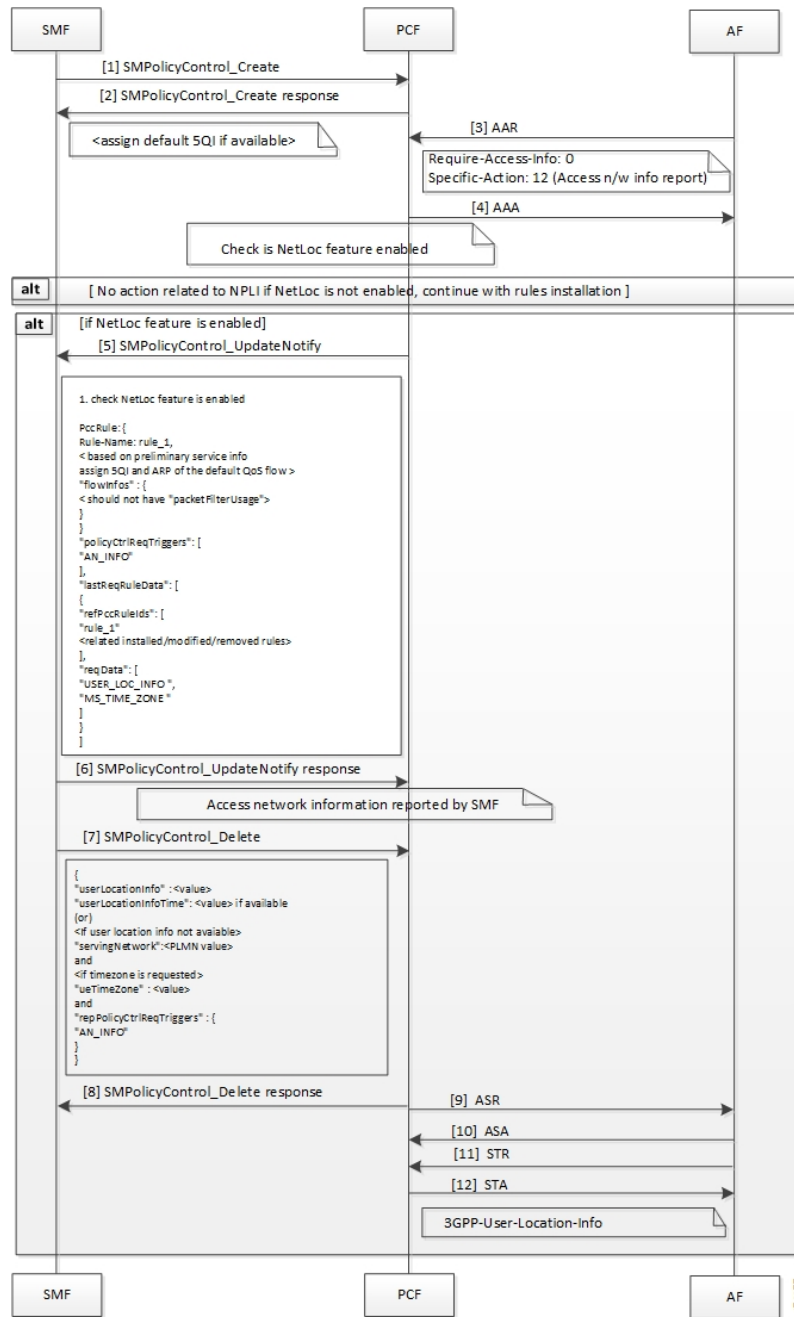 SMF
PCF
AF
[1] SMPolicyControl_Create
[2] SMPolicyControl_Create response
<assign default 5QI if available>
[3] AAR
Require-Access-Info: 0
Specific-Action: 12 (Access n/w info report)
[4] AAA
Check is NetLoc feature enabled
alt
[ No action related to NPLI if NetLoc is not enabled, continue with rules installation ]
alt
[if NetLoc feature is enabled]
[5] SMPolicyControl_UpdateNotify
1. check NetLoc feature is enabled
PccRule: {
Rule-Name: rule_1,
< based on preliminary service info
assign 5QI and ARP of the default QoS flow >
"flowInfos" : {
< should not have "packetFilterUsage">
}
}
"policyCtrlReqTriggers": [
"AN_INFO"
],
"lastReqRuleData": [
{
"refPccRuleIds": [
"rule_1"
<related installed/modified/removed rules>
],
"reqData": [
"USER_LOC_INFO ",
"MS_TIME_ZONE "
]
}
]
[6] SMPolicyControl_UpdateNotify response
Access network information reported by SMF
[7] SMPolicyControl_Delete
{
"userLocationInfo" :<value>
"userLocationInfoTime": <value> if available
(or)
<If user location info not avaiable>
"servingNetwork":<PLMN value>
and
<if timezone is requested>
"ueTimeZone" : <value>
and
"repPolicyCtrlReqTriggers" : {
"AN_INFO"
}
}
[8] SMPolicyControl_Delete response
[9] ASR
[10] ASA
[11] STR
[12] STA
3GPP-User-Location-Info
SMF
PCF
AF